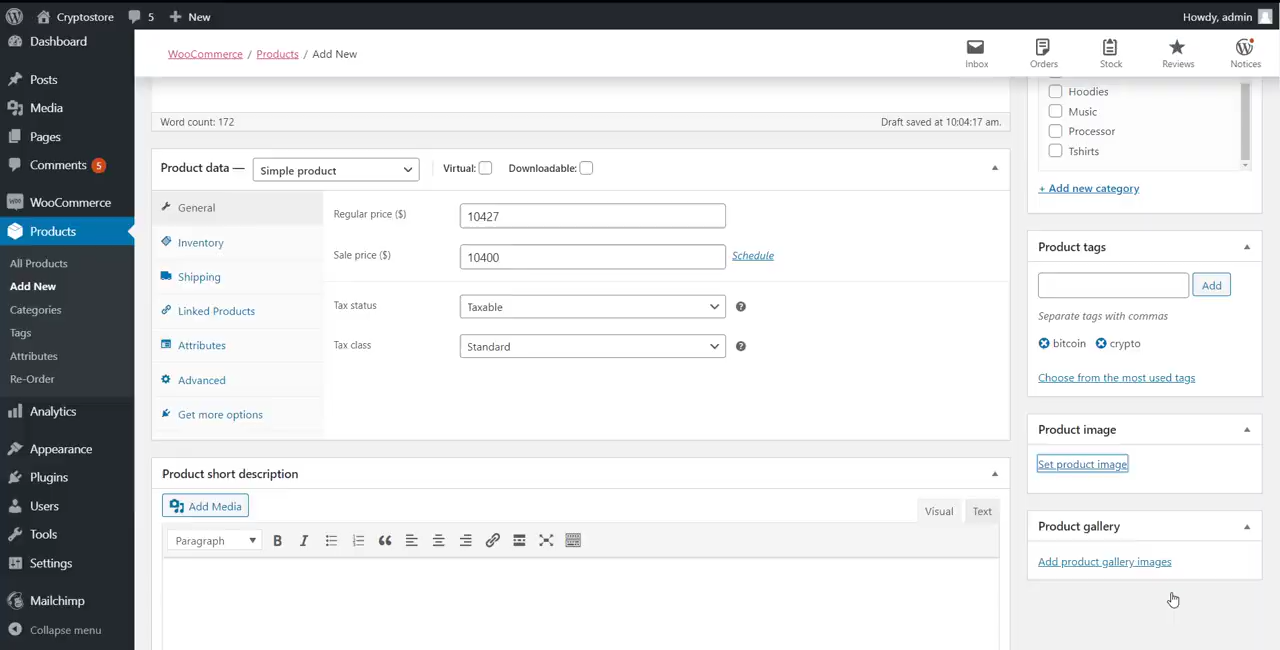 Cryptostore 5 New Howdy, admin
Dashboard
Posts
Media
Pages
Comments 5
WooCommerce
Products
All Products
Add New
Categories
Tags
Attributes
Re-Order
Analytics
Appearance
Plugins
Users
Tools
Settings
Mailchimp
Collapse menu
WooCommerce / Products / Add New
Inbox
Orders
Stock
Reviews
Notices
Word count: 172 Draft saved at 10:04:17 am.
Product data — Simple product Virtual: Downloadable:
General
Inventory
Shipping
Linked Products
Attributes
Advanced
Get more options
Regular price ($) 10427
Sale price ($) 10400 Schedule
Tax status Taxable
Tax class Standard
Product short description
Add Media
Visual Text
Paragraph
Hoodies
Music
Processor
Tshirts
+ Add new category
Product tags
Add
Separate tags with commas
bitcoin crypto
Choose from the most used tags
Product image
Set product image
Product gallery
Add product gallery images